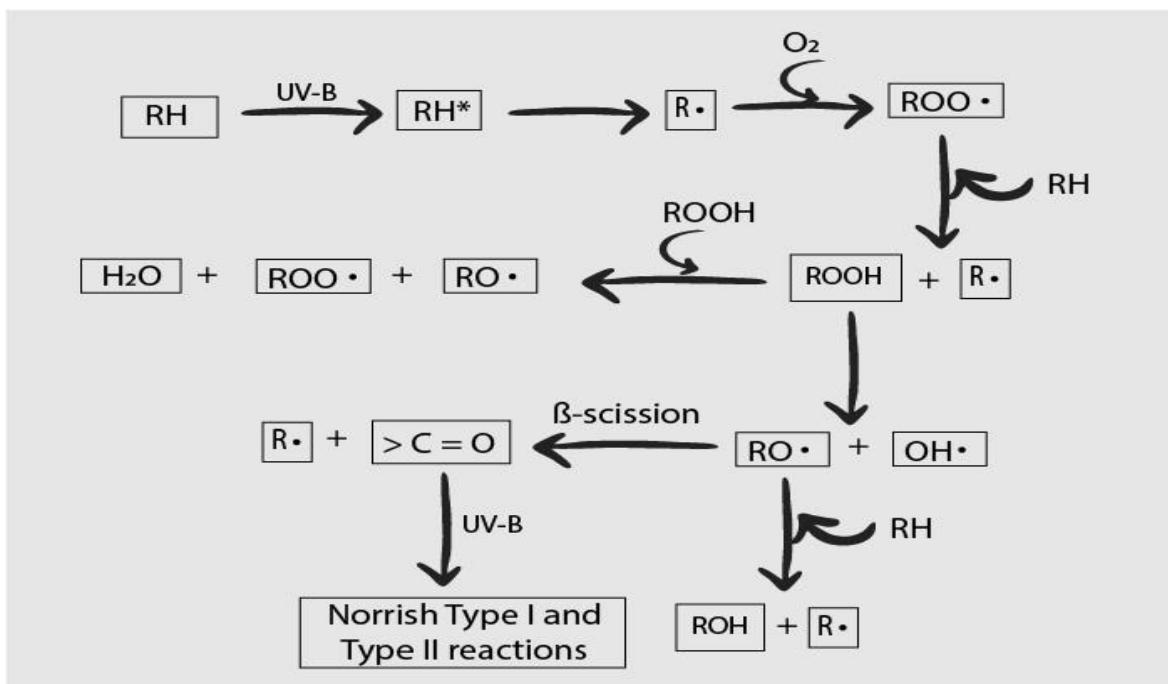 O₂
UV-B
RH RH* R• ROO •
RH
ROOH
H₂O + ROO • + RO • ROOH + R•
ß-scission
R• + > C = O RO • + OH•
UV-B
RH
Norrish Type I and
Type II reactions
ROH + R•